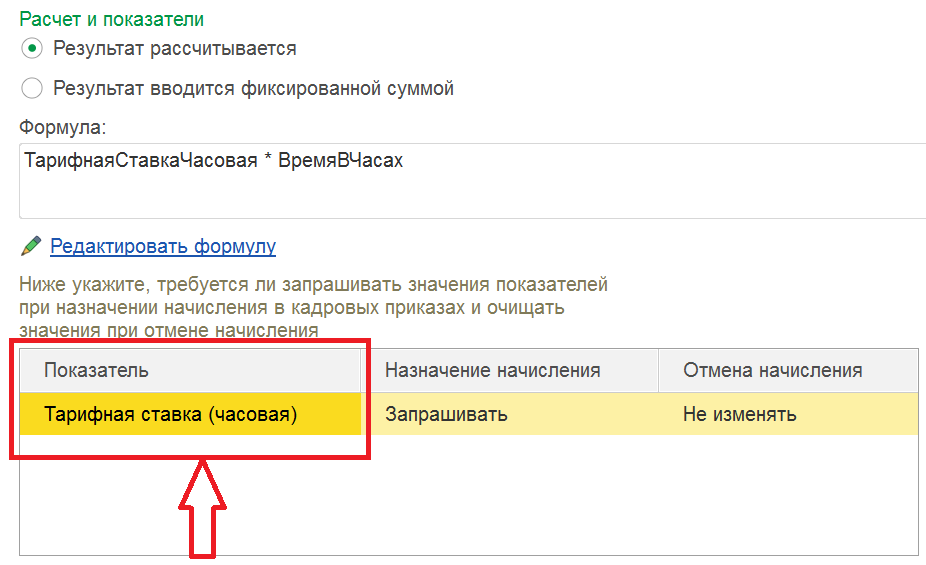 Расчет и показатели
Результат рассчитывается
Результат вводится фиксированной суммой
Формула:
ТарифнаяСтавкаЧасовая * ВремяВЧасах
Редактировать формулу
Ниже укажите, требуется ли запрашивать значения показателей
при назначении начисления в кадровых приказах и очищать
значения при отмене начисления
Показатель Назначение начисления Отмена начисления
Тарифная ставка (часовая) Запрашивать Не изменять